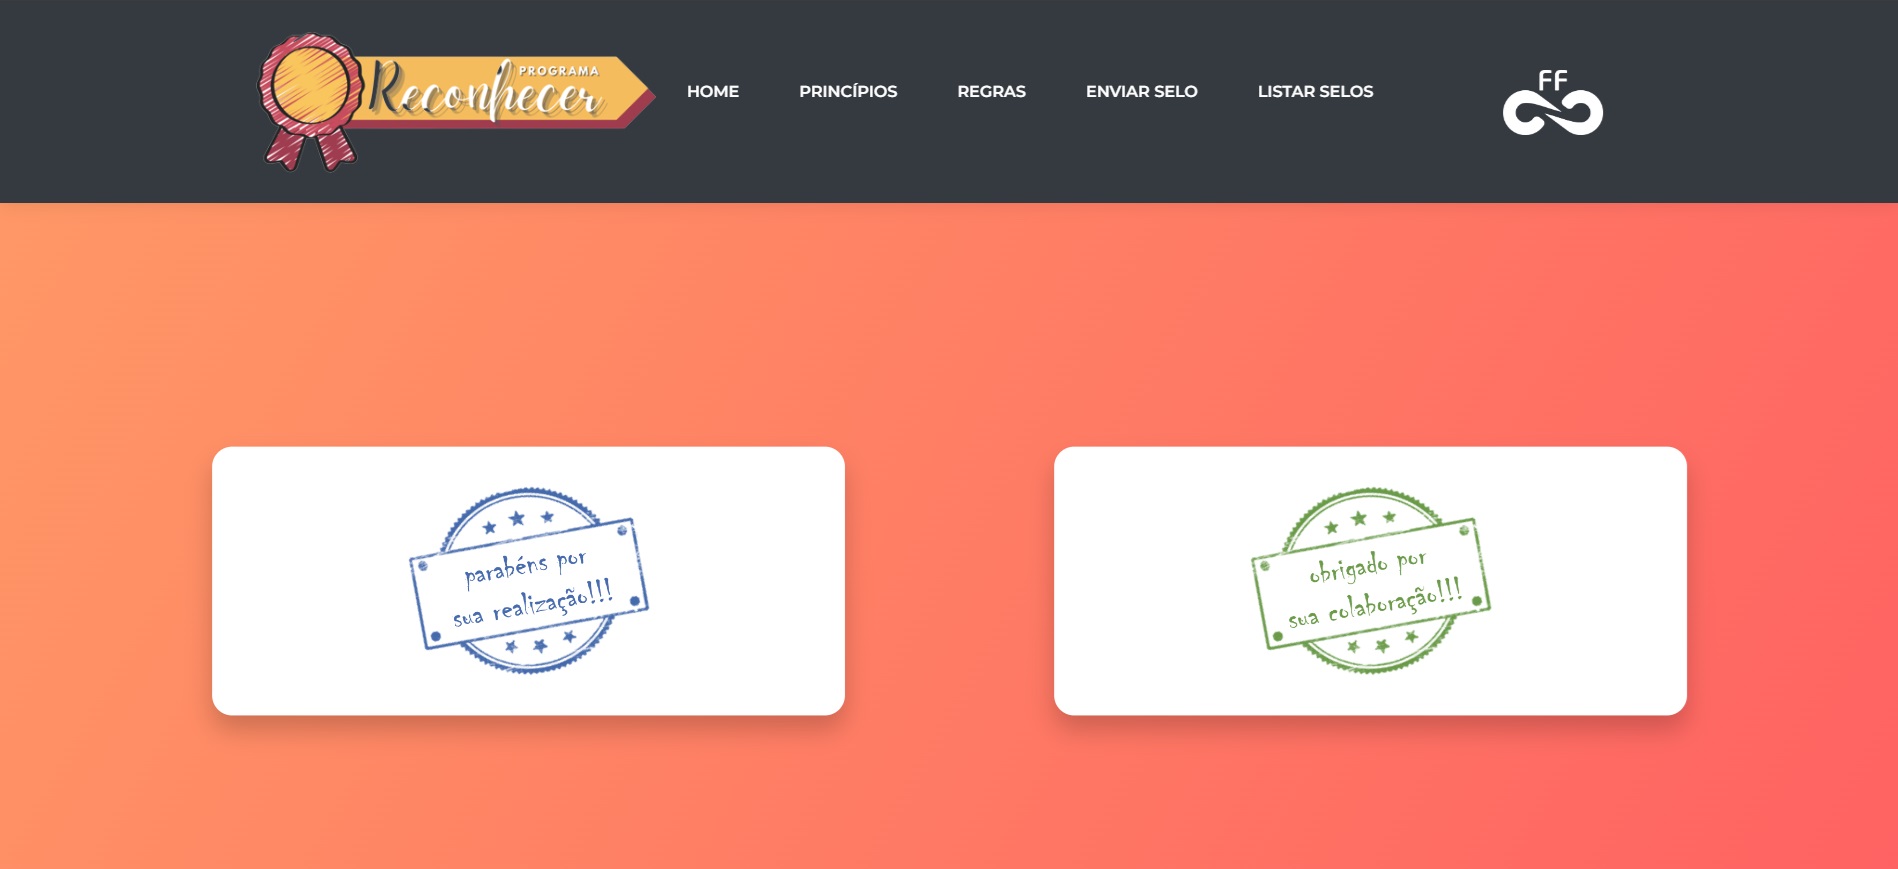 PROGRAMA
Reconhecer
HOME
PRINCÍPIOS
REGRAS
ENVIAR SELO
LISTAR SELOS
FF
parabéns por
sua realização!!!
obrigado por
sua colaboração!!!